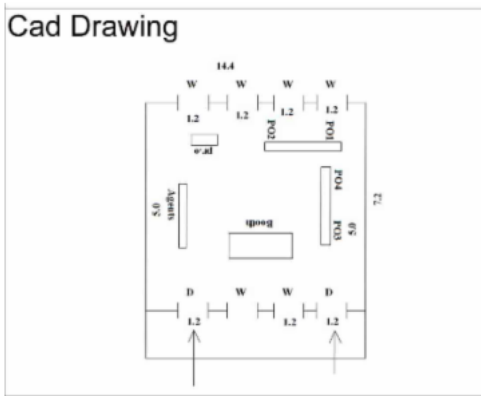 Cad Drawing
14.4
W W W W
1.2 1.2 1.2 1.2
PO2 PO1
pr.o
PO4
5.0 Agents 7.2
Booth PO3 5.0
D W W D
1.2 1.2 1.2